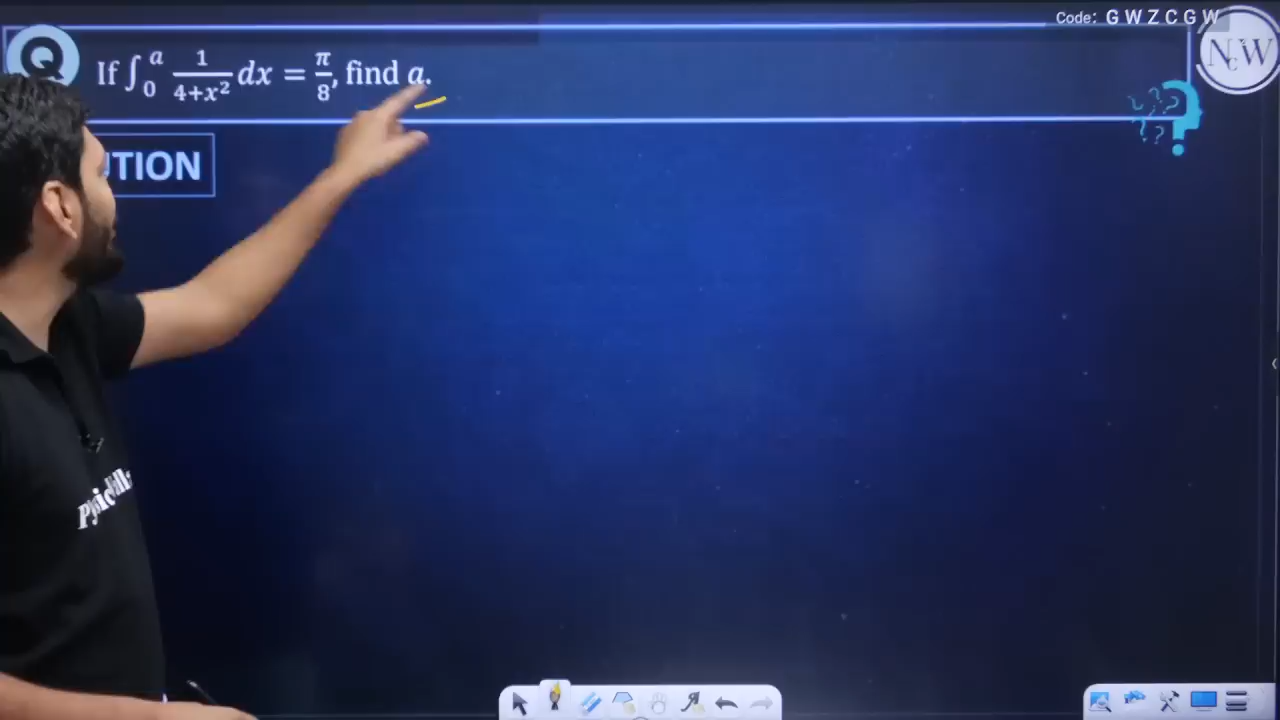 Code: G W Z C G W
N C W
Q If ∫₀ᵃ 1/(4+x²) dx = π/8, find a.
UTION